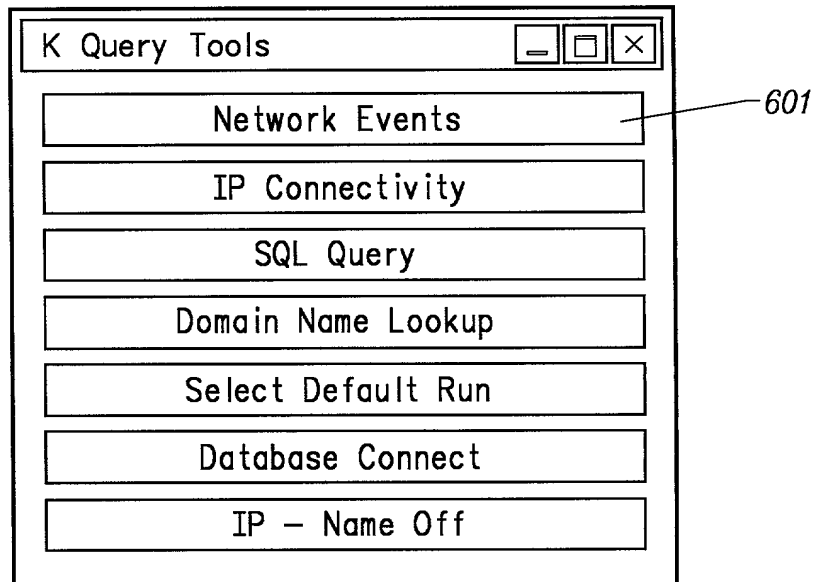 K Query Tools
Network Events
601
IP Connectivity
SQL Query
Domain Name Lookup
Select Default Run
Database Connect
IP – Name Off